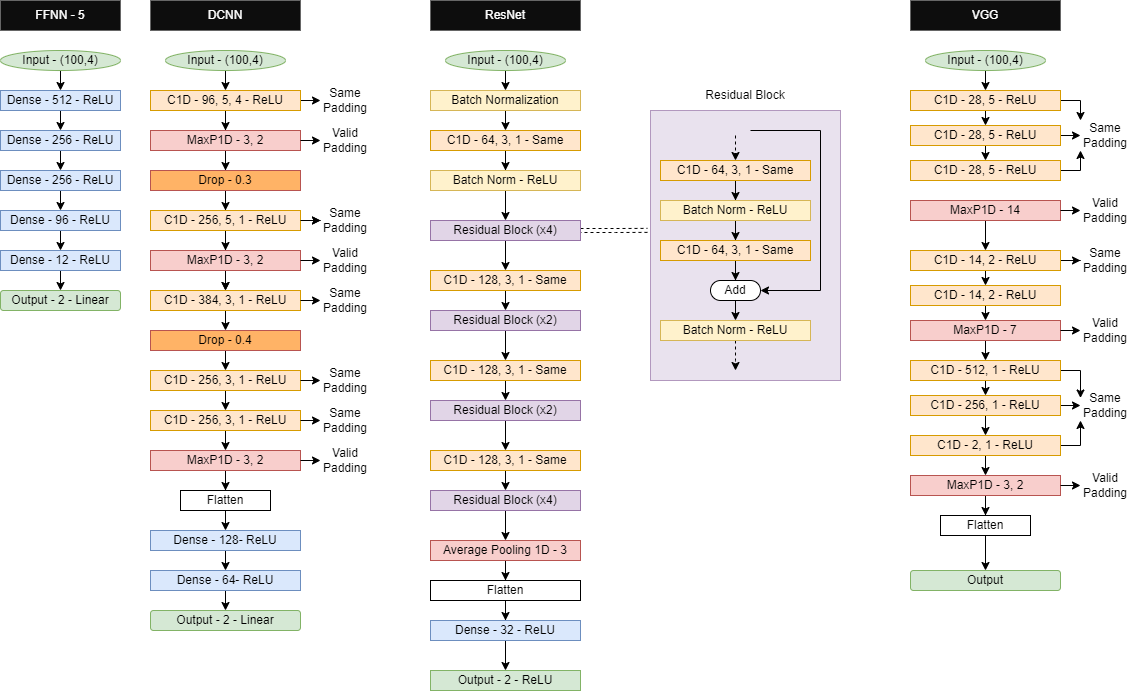 FFNN - 5
Input - (100,4)
Dense - 512 - ReLU
Dense - 256 - ReLU
Dense - 256 - ReLU
Dense - 96 - ReLU
Dense - 12 - ReLU
Output - 2 - Linear
DCNN
Input - (100,4)
C1D - 96, 5, 4 - ReLU
Same
Padding
MaxP1D - 3, 2
Valid
Padding
Drop - 0.3
C1D - 256, 5, 1 - ReLU
Same
Padding
MaxP1D - 3, 2
Valid
Padding
C1D - 384, 3, 1 - ReLU
Same
Padding
Drop - 0.4
C1D - 256, 3, 1 - ReLU
Same
Padding
C1D - 256, 3, 1 - ReLU
Same
Padding
MaxP1D - 3, 2
Valid
Padding
Flatten
Dense - 128- ReLU
Dense - 64- ReLU
Output - 2 - Linear
ResNet
Input - (100,4)
Batch Normalization
C1D - 64, 3, 1 - Same
Batch Norm - ReLU
Residual Block (x4)
C1D - 128, 3, 1 - Same
Residual Block (x2)
C1D - 128, 3, 1 - Same
Residual Block (x2)
C1D - 128, 3, 1 - Same
Residual Block (x4)
Average Pooling 1D - 3
Flatten
Dense - 32 - ReLU
Output - 2 - ReLU
Residual Block
C1D - 64, 3, 1 - Same
Batch Norm - ReLU
C1D - 64, 3, 1 - Same
Add
Batch Norm - ReLU
VGG
Input - (100,4)
C1D - 28, 5 - ReLU
C1D - 28, 5 - ReLU
C1D - 28, 5 - ReLU
Same
Padding
MaxP1D - 14
Valid
Padding
C1D - 14, 2 - ReLU
Same
Padding
C1D - 14, 2 - ReLU
MaxP1D - 7
Valid
Padding
C1D - 512, 1 - ReLU
C1D - 256, 1 - ReLU
C1D - 2, 1 - ReLU
Same
Padding
MaxP1D - 3, 2
Valid
Padding
Flatten
Output